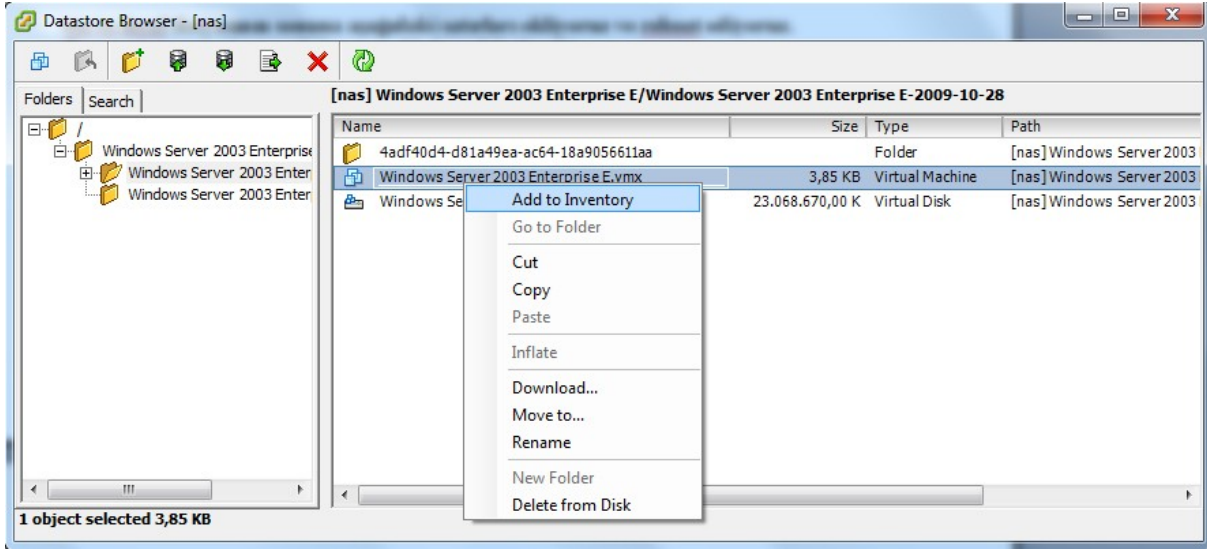 Datastore Browser - [nas]
Folders Search
[nas] Windows Server 2003 Enterprise E/Windows Server 2003 Enterprise E-2009-10-28
/
Windows Server 2003 Enterprise
Windows Server 2003 Enter
Windows Server 2003 Enter
Name Size Type Path
4adf40d4-d81a49ea-ac64-18a9056611aa Folder [nas] Windows Server 2003
Windows Server 2003 Enterprise E.vmx 3,85 KB Virtual Machine [nas] Windows Server 2003
Windows Se 23.068.670,00 K Virtual Disk [nas] Windows Server 2003
Add to Inventory
Go to Folder
Cut
Copy
Paste
Inflate
Download...
Move to...
Rename
New Folder
Delete from Disk
1 object selected 3,85 KB